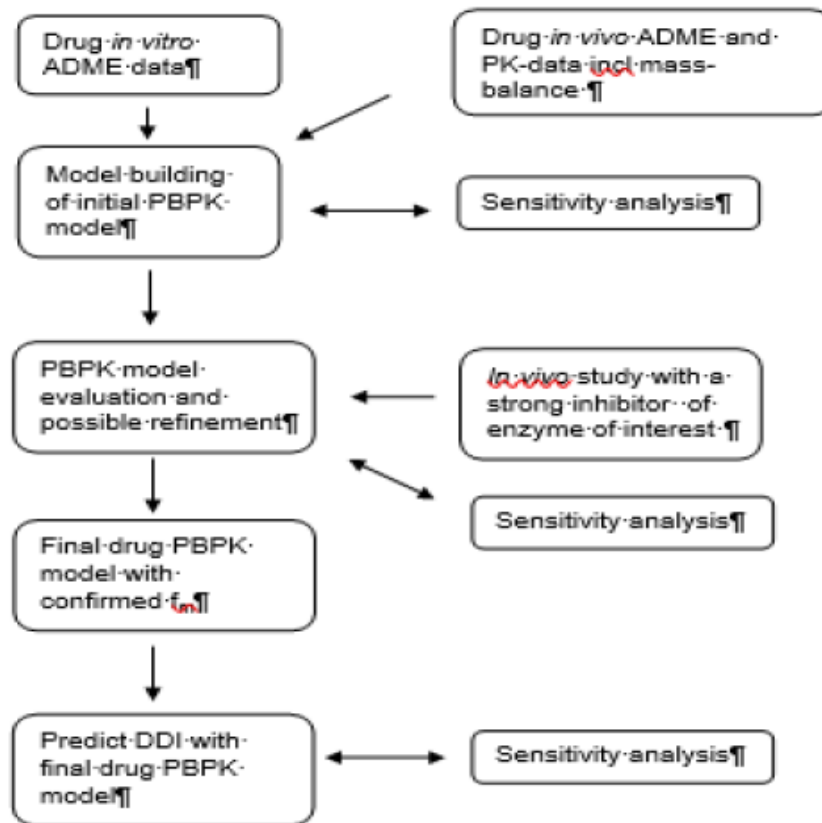 Drug·in·vitro·
ADME·data¶
Drug·in·vivo·ADME·and·
PK-data·incl·mass-
balance·¶
Model·building·
of·initial·PBPK·
model¶
Sensitivity·analysis¶
PBPK·model·
evaluation·and·
possible·refinement¶
In·vivo·study·with·a·
strong·inhibitor··of·
enzyme·of·interest·¶
Sensitivity·analysis¶
Final·drug·PBPK·
model·with·
confirmed·fm¶
Predict·DDI·with·
final·drug·PBPK·
model¶
Sensitivity·analysis¶